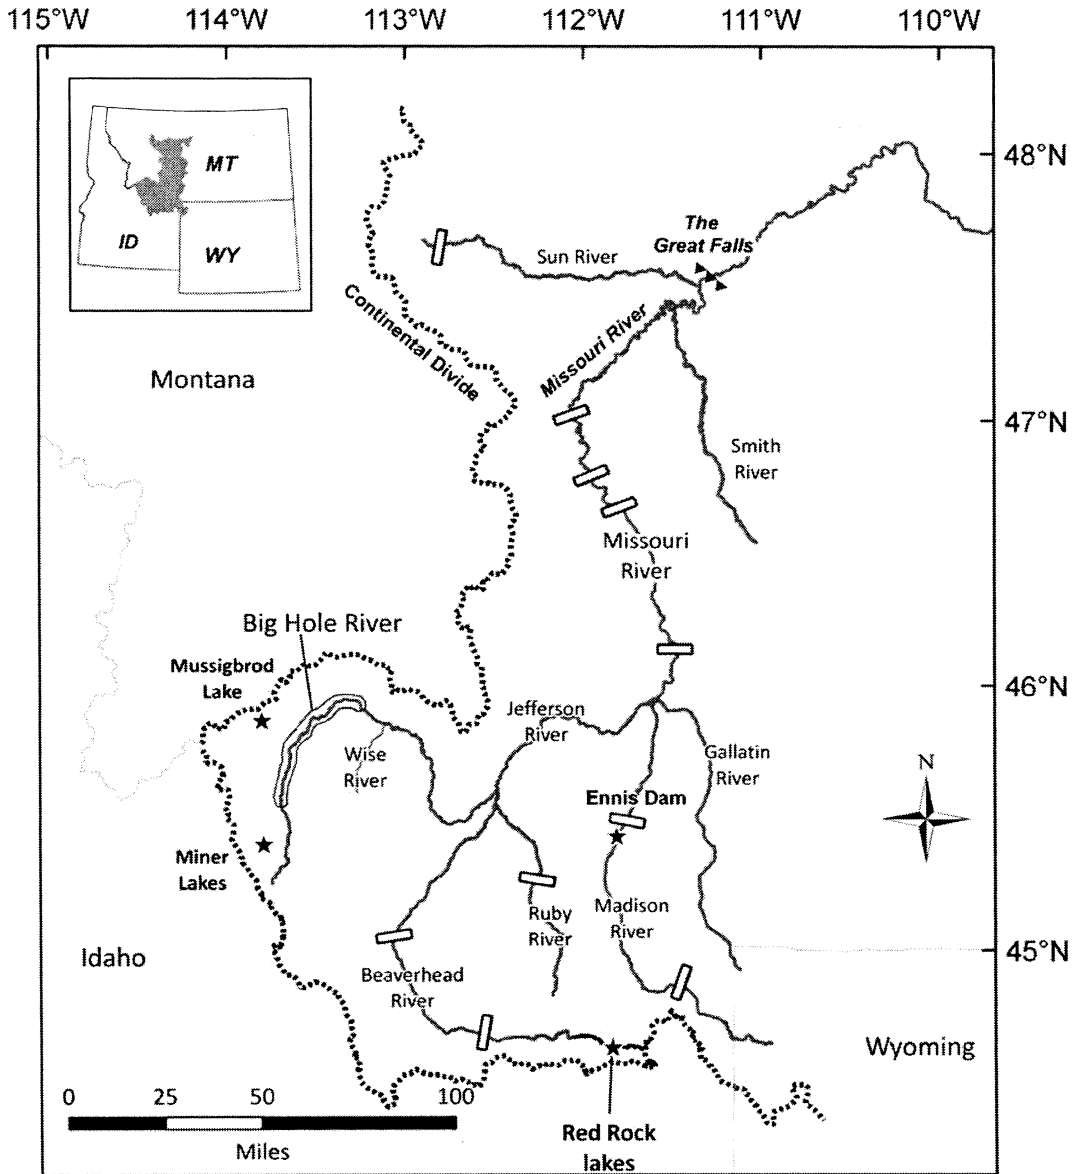 115°W 114°W 113°W 112°W 111°W 110°W
MT
ID
WY
48°N
The
Great Falls
Sun River
Continental Divide
Missouri River
Montana
47°N
Smith
River
Missouri
River
Big Hole River
Mussigbrod
Lake
46°N
Jefferson
River
Wise
River
Gallatin
River
N
Ennis Dam
Miner
Lakes
Ruby
River
Madison
River
45°N
Idaho
Beaverhead
River
Wyoming
0 25 50 100
Miles
Red Rock
lakes